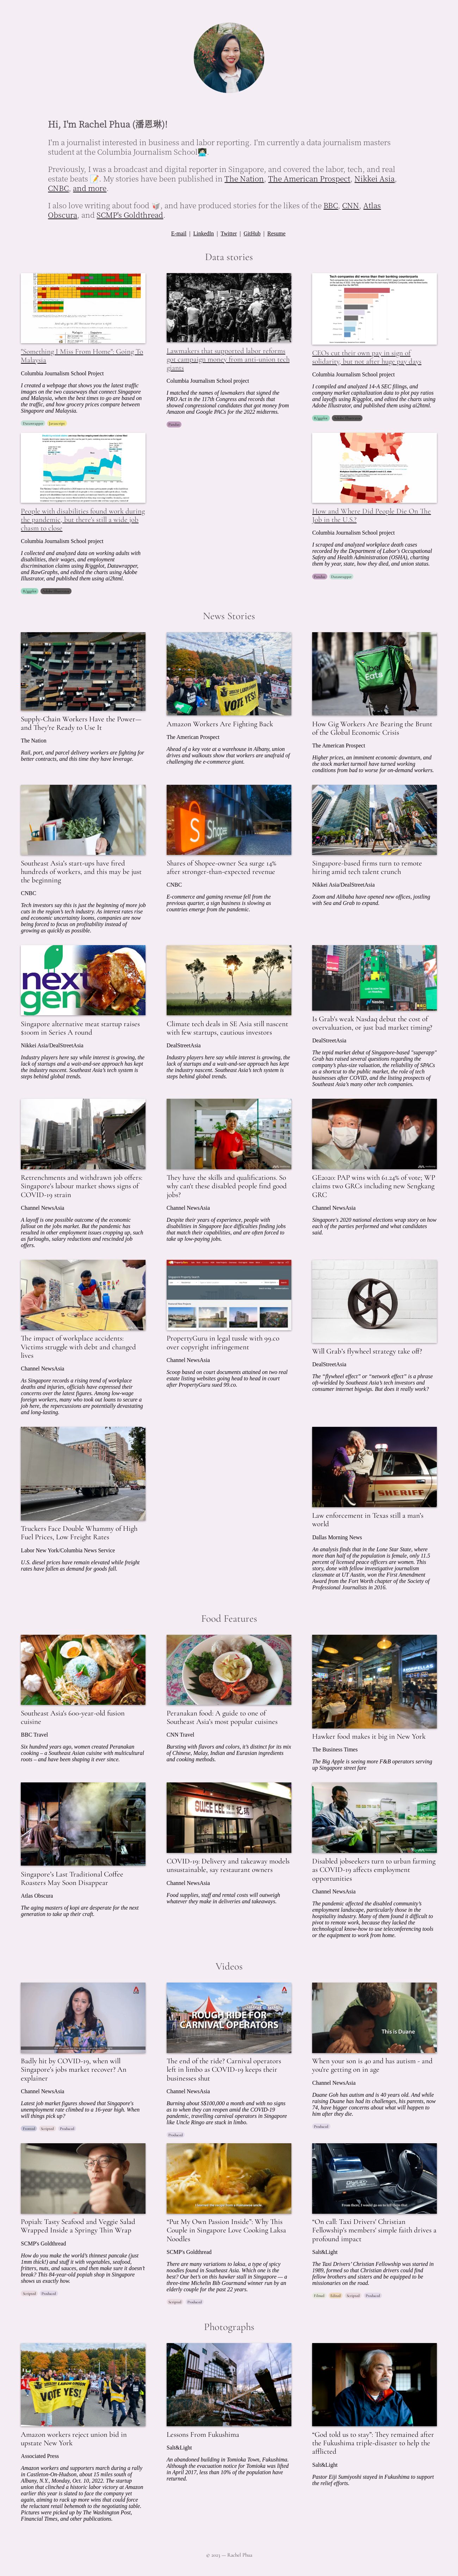 Hi, I'm Rachel Phua (潘恩琳)!
I'm a journalist interested in business and labor reporting. I'm currently a data journalism masters
student at the Columbia Journalism School👩🏻‍💻
Previously, I was a broadcast and digital reporter in Singapore, and covered the labor, tech, and real
estate beats 📝. My stories have been published in The Nation, The American Prospect, Nikkei Asia,
CNBC, and more.
I also love writing about food 🥡, and have produced stories for the likes of the BBC, CNN, Atlas
Obscura, and SCMP's Goldthread.
E-mail | LinkedIn | Twitter | GitHub | Resume
Data stories
"Something I Miss From Home": Going To
Malaysia
Columbia Journalism School Project
I created a webpage that shows you the latest traffic
images on the two causeways that connect Singapore
and Malaysia, when the best times to go are based on
the traffic, and how grocery prices compare between
Singapore and Malaysia.
Datawrapper Javascript
Lawmakers that supported labor reforms
got campaign money from anti-union tech
giants
Columbia Journalism School project
I matched the names of lawmakers that signed the
PRO Act in the 117th Congress and records that
showed congressional candidates getting money from
Amazon and Google PACs for the 2022 midterms.
Pandas
CEOs cut their own pay in sign of
solidarity, but not after huge pay days
Columbia Journalism School project
I compiled and analyzed 14-A SEC filings, and
company market capitalization data to plot pay ratios
and layoffs using R/ggplot, and edited the charts using
Adobe Illustrator, and published them using ai2html.
R/ggplot Adobe Illustrator
People with disabilities found work during
the pandemic, but there's still a wide job
chasm to close
Columbia Journalism School project
I collected and analyzed data on working adults with
disabilities, their wages, and employment
discrimination claims using R/ggplot, Datawrapper,
and RawGraphs, and edited the charts using Adobe
Illustrator, and published them using ai2html.
R/ggplot Adobe Illustrator
How and Where Did People Die On The
Job in the U.S.?
Columbia Journalism School project
I scraped and analyzed workplace death cases
recorded by the Department of Labor's Occupational
Safety and Health Administration (OSHA), charting
them by year, state, how they died, and union status.
Pandas Datawrapper
News Stories
Supply-Chain Workers Have the Power—
and They're Ready to Use It
The Nation
Rail, port, and parcel delivery workers are fighting for
better contracts, and this time they have leverage.
VOTE YES!
Amazon Workers Are Fighting Back
The American Prospect
Ahead of a key vote at a warehouse in Albany, union
drives and walkouts show that workers are unafraid of
challenging the e-commerce giant.
Uber
Eats
How Gig Workers Are Bearing the Brunt
of the Global Economic Crisis
The American Prospect
Higher prices, an imminent economic downturn, and
the stock market turmoil have turned working
conditions from bad to worse for on-demand workers.
Southeast Asia's start-ups have fired
hundreds of workers, and this may be just
the beginning
CNBC
Tech investors say this is just the beginning of more job
cuts in the region's tech industry. As interest rates rise
and economic uncertainty looms, companies are now
being forced to focus on profitability instead of
growing as quickly as possible.
Shares of Shopee-owner Sea surge 14%
after stronger-than-expected revenue
CNBC
E-commerce and gaming revenue fell from the
previous quarter, a sign business is slowing as
countries emerge from the pandemic.
Singapore-based firms turn to remote
hiring amid tech talent crunch
Nikkei Asia/DealStreetAsia
Zoom and Alibaba have opened new offices, jostling
with Sea and Grab to expand.
next
gen
Singapore alternative meat startup raises
$100m in Series A round
Nikkei Asia/DealStreetAsia
Industry players here say while interest is growing, the
lack of startups and a wait-and-see approach has kept
the industry nascent. Southeast Asia's tech system is
steps behind global trends.
Climate tech deals in SE Asia still nascent
with few startups, cautious investors
DealStreetAsia
Industry players here say while interest is growing, the
lack of startups and a wait-and-see approach has kept
the industry nascent. Southeast Asia's tech system is
steps behind global trends.
Is Grab's weak Nasdaq debut the cost of
overvaluation, or just bad market timing?
DealStreetAsia
The tepid market debut of Singapore-based "superapp"
Grab has raised several questions regarding the
company's plus-size valuation, the reliability of SPACs
as a shortcut to the public market, the role of tech
businesses after COVID, and the listing prospects of
Southeast Asia's many other tech companies.
Retrenchments and withdrawn job offers:
Singapore's labour market shows signs of
COVID-19 strain
Channel NewsAsia
A layoff is one possible outcome of the economic
fallout on the jobs market. But the pandemic has
resulted in other employment issues cropping up, such
as furloughs, salary reductions and rescinded job
offers.
They have the skills and qualifications. So
why can't these disabled people find good
jobs?
Channel NewsAsia
Despite their years of experience, people with
disabilities in Singapore face difficulties finding jobs
that match their capabilities, and are often forced to
take up low-paying jobs.
GE2020: PAP wins with 61.24% of vote; WP
claims two GRCs including new Sengkang
GRC
Channel NewsAsia
Singapore's 2020 national elections wrap story on how
each of the parties performed and what candidates
said.
The impact of workplace accidents:
Victims struggle with debt and changed
lives
Channel NewsAsia
As Singapore records a rising trend of workplace
deaths and injuries, officials have expressed their
concerns over the latest figures. Among low-wage
foreign workers, many who took out loans to secure a
job here, the repercussions are potentially devastating
and long-lasting.
PropertyGuru in legal tussle with 99.co
over copyright infringement
Channel NewsAsia
Scoop based on court documents attained on two real
estate listing websites going head to head in court
after PropertyGuru sued 99.co.
Will Grab's flywheel strategy take off?
DealStreetAsia
The "flywheel effect" or "network effect" is a phrase
oft-wielded by Southeast Asia's tech investors and
consumer internet bigwigs. But does it really work?
Truckers Face Double Whammy of High
Fuel Prices, Low Freight Rates
Labor New York/Columbia News Service
U.S. diesel prices have remain elevated while freight
rates have fallen as demand for goods fall.
SHERIFF
Law enforcement in Texas still a man's
world
Dallas Morning News
An analysis finds that in the Lone Star State, where
more than half of the population is female, only 11.5
percent of licensed peace officers are women. This
story, done with fellow investigative journalism
classmate at UT Austin, won the First Amendment
Award from the Fort Worth chapter of the Society of
Professional Journalists in 2016.
Food Features
Southeast Asia's 600-year-old fusion
cuisine
BBC Travel
Six hundred years ago, women created Peranakan
cooking – a Southeast Asian cuisine with multicultural
roots – and have been shaping it ever since.
Peranakan food: A guide to one of
Southeast Asia's most popular cuisines
CNN Travel
Bursting with flavors and colors, it's distinct for its mix
of Chinese, Malay, Indian and Eurasian ingredients
and cooking methods.
Hawker food makes it big in New York
The Business Times
The Big Apple is seeing more F&B operators serving
up Singapore street fare
Singapore's Last Traditional Coffee
Roasters May Soon Disappear
Atlas Obscura
The aging masters of kopi are desperate for the next
generation to take up their craft.
COVID-19: Delivery and takeaway models
unsustainable, say restaurant owners
Channel NewsAsia
Food supplies, staff and rental costs will outweigh
whatever they make in deliveries and takeaways.
Disabled jobseekers turn to urban farming
as COVID-19 affects employment
opportunities
Channel NewsAsia
The pandemic affected the disabled community's
employment landscape, particularly those in the
hospitality industry. Many of them found it difficult to
pivot to remote work, because they lacked the
technological know-how to use teleconferencing tools
or the equipment to work from home.
Videos
Badly hit by COVID-19, when will
Singapore's jobs market recover? An
explainer
Channel NewsAsia
Latest job market figures showed that Singapore's
unemployment rate climbed to a 16-year high. When
will things pick up?
Fronted Scripted Produced
ROUGH RIDE FOR
CARNIVAL OPERATORS
The end of the ride? Carnival operators
left in limbo as COVID-19 keeps their
businesses shut
Channel NewsAsia
Burning about S$100,000 a month and with no signs
as to when they can reopen amid the COVID-19
pandemic, travelling carnival operators in Singapore
like Uncle Ringo are stuck in limbo.
Produced
This is Duane
When your son is 40 and has autism - and
you're getting on in age
Channel NewsAsia
Duane Goh has autism and is 40 years old. And while
raising Duane has had its challenges, his parents, now
74, have bigger concerns about what will happen to
him after they die.
Produced
Popiah: Tasty Seafood and Veggie Salad
Wrapped Inside a Springy Thin Wrap
SCMP's Goldthread
How do you make the world's thinnest pancake (just
1mm thick!) and stuff it with vegetables, seafood,
fritters, nuts, and sauces, and then make sure it doesn't
break? This 84-year-old popiah shop in Singapore
shows us exactly how.
Scripted Produced
"Put My Own Passion Inside": Why This
Couple in Singapore Love Cooking Laksa
Noodles
SCMP's Goldthread
There are many variations to laksa, a type of spicy
noodles found in Southeast Asia. Which one is the
best? Our bet's on this hawker stall in Singapore — a
three-time Michelin Bib Gourmand winner run by an
elderly couple for the past 22 years.
Scripted Produced
"On call: Taxi Drivers' Christian
Fellowship's members' simple faith drives a
profound impact
Salt&Light
The Taxi Drivers' Christian Fellowship was started in
1989, formed so that Christian drivers could find
fellow brothers and sisters and be equipped to be
missionaries on the road.
Filmed Edited Scripted Produced
Photographs
VOTE YES!
Amazon workers reject union bid in
upstate New York
Associated Press
Amazon workers and supporters march during a rally
in Castleton-On-Hudson, about 15 miles south of
Albany, N.Y., Monday, Oct. 10, 2022. The startup
union that clinched a historic labor victory at Amazon
earlier this year is slated to face the company yet
again, aiming to rack up more wins that could force
the reluctant retail behemoth to the negotiating table.
Pictures were picked up by The Washington Post,
Financial Times, and other publications.
Lessons From Fukushima
Salt&Light
An abandoned building in Tomioka Town, Fukushima.
Although the evacuation notice for Tomioka was lifted
in April 2017, less than 10% of the population have
returned.
"God told us to stay": They remained after
the Fukushima triple-disaster to help the
afflicted
Salt&Light
Pastor Eiji Sumiyoshi stayed in Fukushima to support
the relief efforts.
© 2023 — Rachel Phua